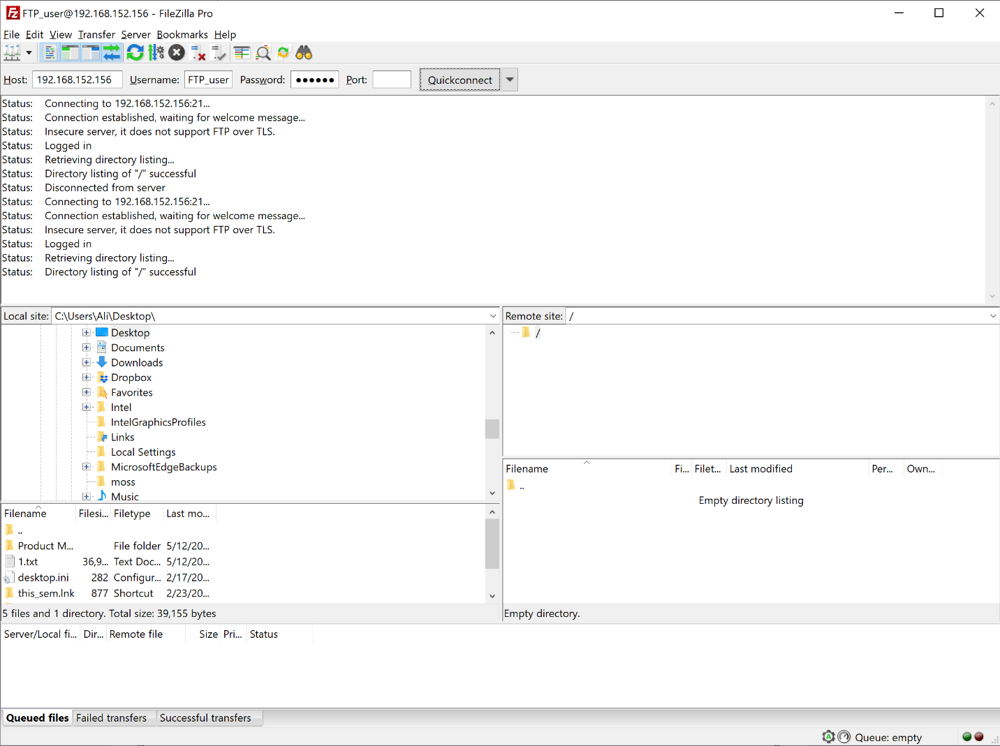 FTP_user@192.168.152.156 - FileZilla Pro
File Edit View Transfer Server Bookmarks Help
Host: 192.168.152.156 Username: FTP_user Password: ●●●●●● Port: Quickconnect
Status: Connecting to 192.168.152.156:21...
Status: Connection established, waiting for welcome message...
Status: Insecure server, it does not support FTP over TLS.
Status: Logged in
Status: Retrieving directory listing...
Status: Directory listing of "/" successful
Status: Disconnected from server
Status: Connecting to 192.168.152.156:21...
Status: Connection established, waiting for welcome message...
Status: Insecure server, it does not support FTP over TLS.
Status: Logged in
Status: Retrieving directory listing...
Status: Directory listing of "/" successful
Local site: C:\Users\Ali\Desktop\
Desktop
Documents
Downloads
Dropbox
Favorites
Intel
IntelGraphicsProfiles
Links
Local Settings
MicrosoftEdgeBackups
moss
Music
Filename Filesi... Filetype Last mo...
..
Product M... File folder 5/12/20...
1.txt 36,9... Text Doc... 5/12/20...
desktop.ini 282 Configur... 2/17/20...
this_sem.lnk 877 Shortcut 2/23/20...
5 files and 1 directory. Total size: 39,155 bytes
Remote site: /
/
Filename Fi... Filet... Last modified Per... Own...
..
Empty directory listing
Empty directory.
Server/Local fi... Dir... Remote file Size Pri... Status
Queued files Failed transfers Successful transfers
Queue: empty